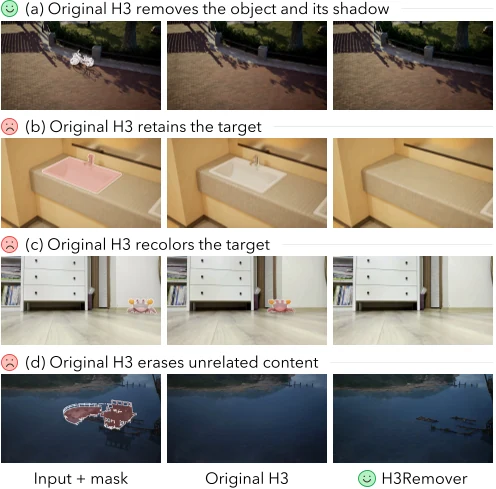 (a) Original H3 removes the object and its shadow
(b) Original H3 retains the target
(c) Original H3 recolors the target
(d) Original H3 erases unrelated content
Input + mask
Original H3
H3Remover